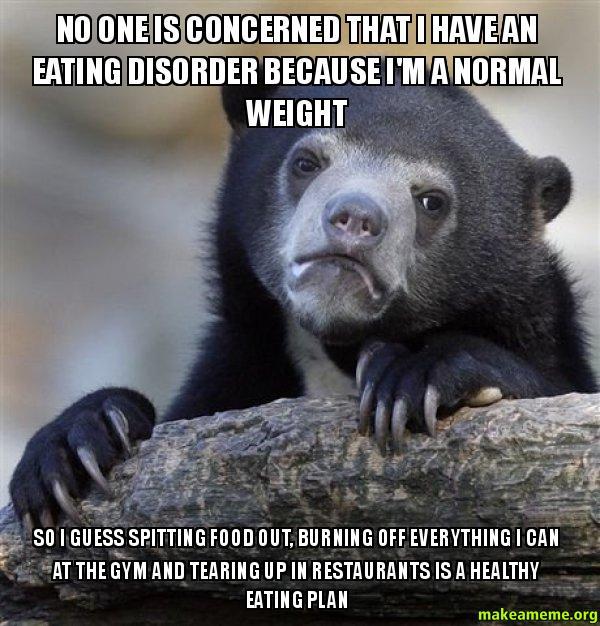 NO ONE IS CONCERNED THAT I HAVE AN
EATING DISORDER BECAUSE I'M A NORMAL
WEIGHT
SO I GUESS SPITTING FOOD OUT, BURNING OFF EVERYTHING I CAN
AT THE GYM AND TEARING UP IN RESTAURANTS IS A HEALTHY
EATING PLAN
makeameme.org